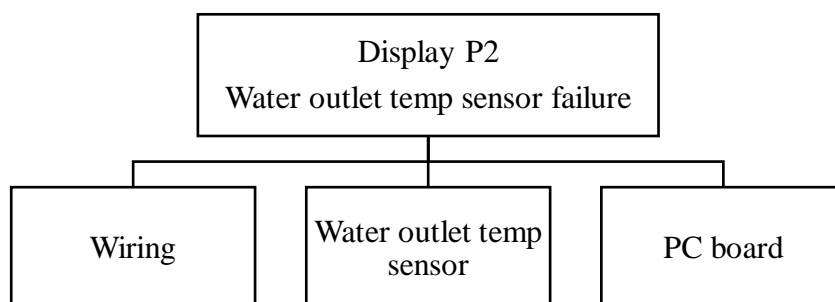 Display P2
Water outlet temp sensor failure
Wiring
Water outlet temp
sensor
PC board